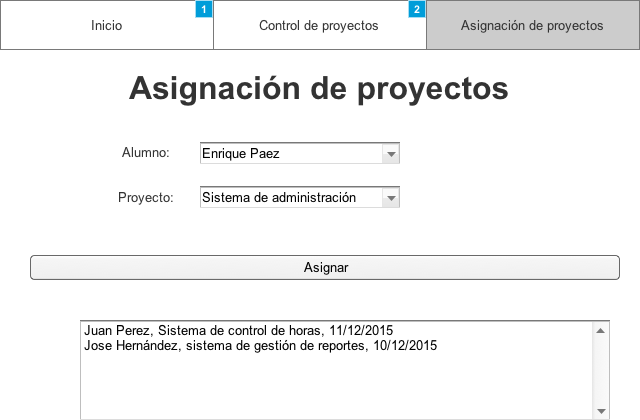 1
2
Inicio
Control de proyectos
Asignación de proyectos
Asignación de proyectos
Alumno:
Enrique Paez
Proyecto:
Sistema de administración
Asignar
Juan Perez, Sistema de control de horas, 11/12/2015
Jose Hernández, sistema de gestión de reportes, 10/12/2015